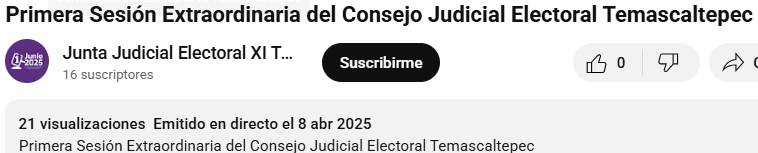 Primera Sesión Extraordinaria del Consejo Judicial Electoral Temascaltepec
Junio
2025
Junta Judicial Electoral XI T...
16 suscriptores
Suscribirme
0
21 visualizaciones Emitido en directo el 8 abr 2025
Primera Sesión Extraordinaria del Consejo Judicial Electoral Temascaltepec